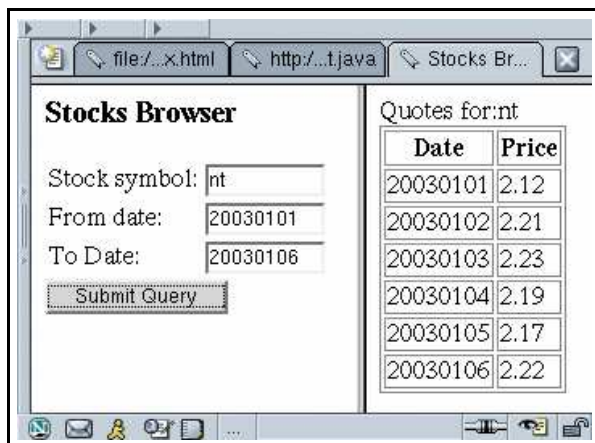 file:/...x.html http:/...t.java Stocks Br...
Stocks Browser
Stock symbol: nt
From date: 20030101
To Date: 20030106
Submit Query
Quotes for:nt
Date Price
20030101 2.12
20030102 2.21
20030103 2.23
20030104 2.19
20030105 2.17
20030106 2.22
...